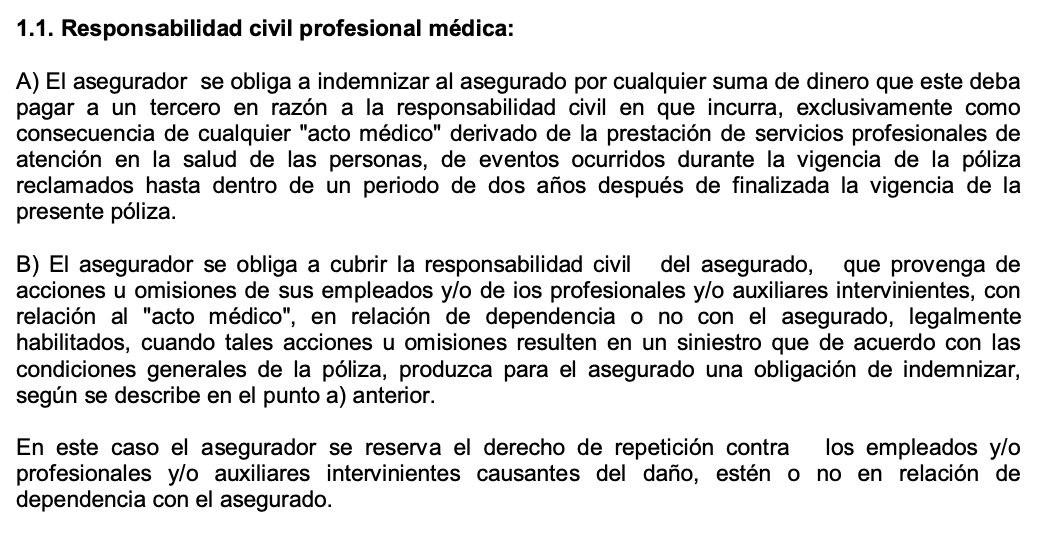 1.1. Responsabilidad civil profesional médica:
A) El asegurador se obliga a indemnizar al asegurado por cualquier suma de dinero que este deba
pagar a un tercero en razón a la responsabilidad civil en que incurra, exclusivamente como
consecuencia de cualquier "acto médico" derivado de la prestación de servicios profesionales de
atención en la salud de las personas, de eventos ocurridos durante la vigencia de la póliza
reclamados hasta dentro de un periodo de dos años después de finalizada la vigencia de la
presente póliza.
B) El asegurador se obliga a cubrir la responsabilidad civil del asegurado, que provenga de
acciones u omisiones de sus empleados y/o de ios profesionales y/o auxiliares intervinientes, con
relación al "acto médico", en relación de dependencia o no con el asegurado, legalmente
habilitados, cuando tales acciones u omisiones resulten en un siniestro que de acuerdo con las
condiciones generales de la póliza, produzca para el asegurado una obligación de indemnizar,
según se describe en el punto a) anterior.
En este caso el asegurador se reserva el derecho de repetición contra los empleados y/o
profesionales y/o auxiliares intervinientes causantes del daño, estén o no en relación de
dependencia con el asegurado.